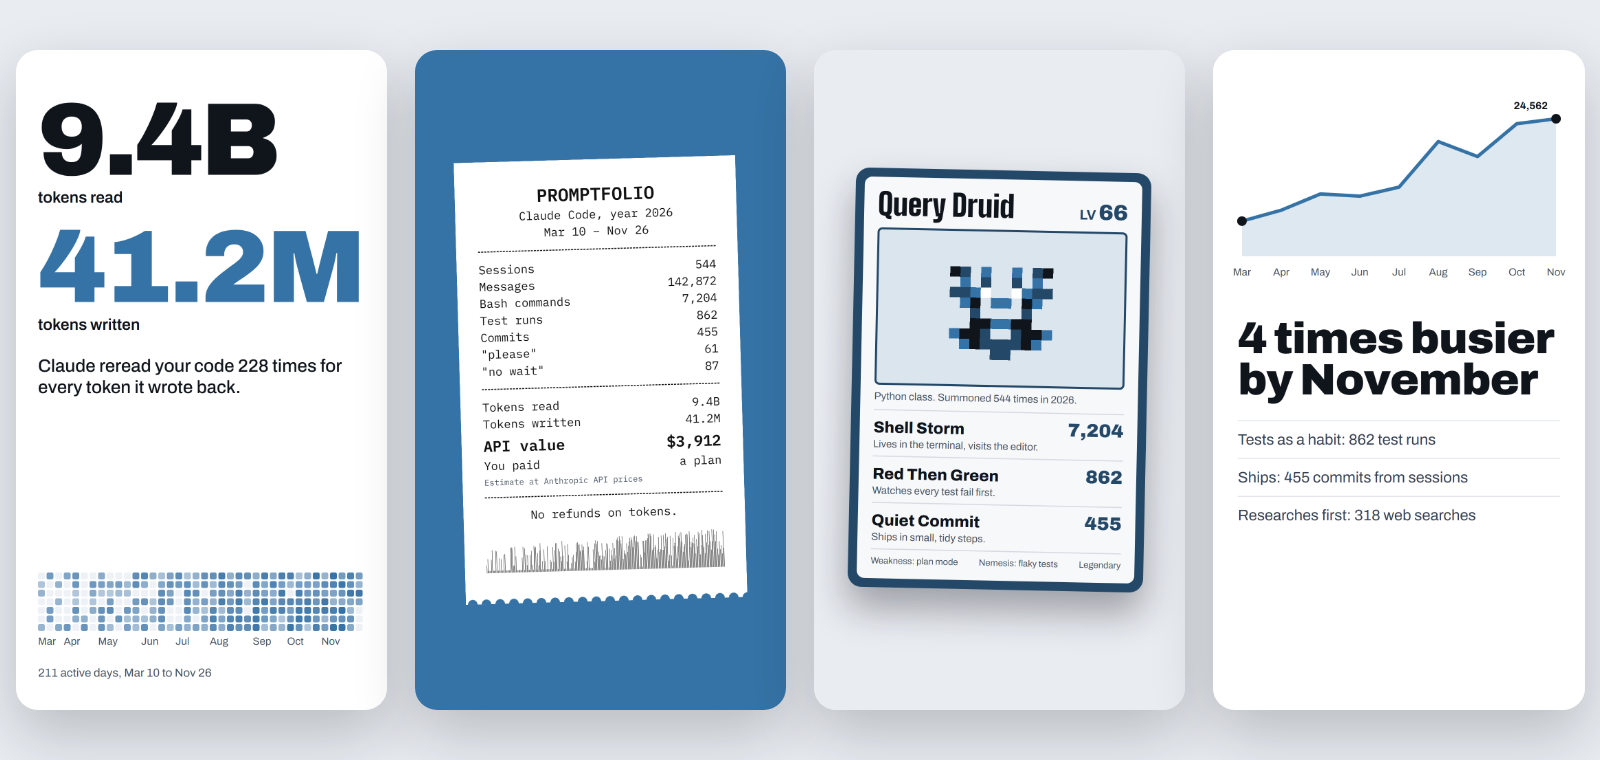 9.4B
tokens read
41.2M
tokens written
Claude reread your code 228 times for
every token it wrote back.
Mar Apr May Jun Jul Aug Sep Oct Nov
211 active days, Mar 10 to Nov 26
PROMPTFOLIO
Claude Code, year 2026
Mar 10 – Nov 26
Sessions 544
Messages 142,872
Bash commands 7,204
Test runs 862
Commits 455
"please" 61
"no wait" 87
Tokens read 9.4B
Tokens written 41.2M
API value $3,912
You paid a plan
Estimate at Anthropic API prices
No refunds on tokens.
Query Druid LV 66
Python class. Summoned 544 times in 2026.
Shell Storm 7,204
Lives in the terminal, visits the editor.
Red Then Green 862
Watches every test fail first.
Quiet Commit 455
Ships in small, tidy steps.
Weakness: plan mode Nemesis: flaky tests Legendary
24,562
Mar Apr May Jun Jul Aug Sep Oct Nov
4 times busier
by November
Tests as a habit: 862 test runs
Ships: 455 commits from sessions
Researches first: 318 web searches